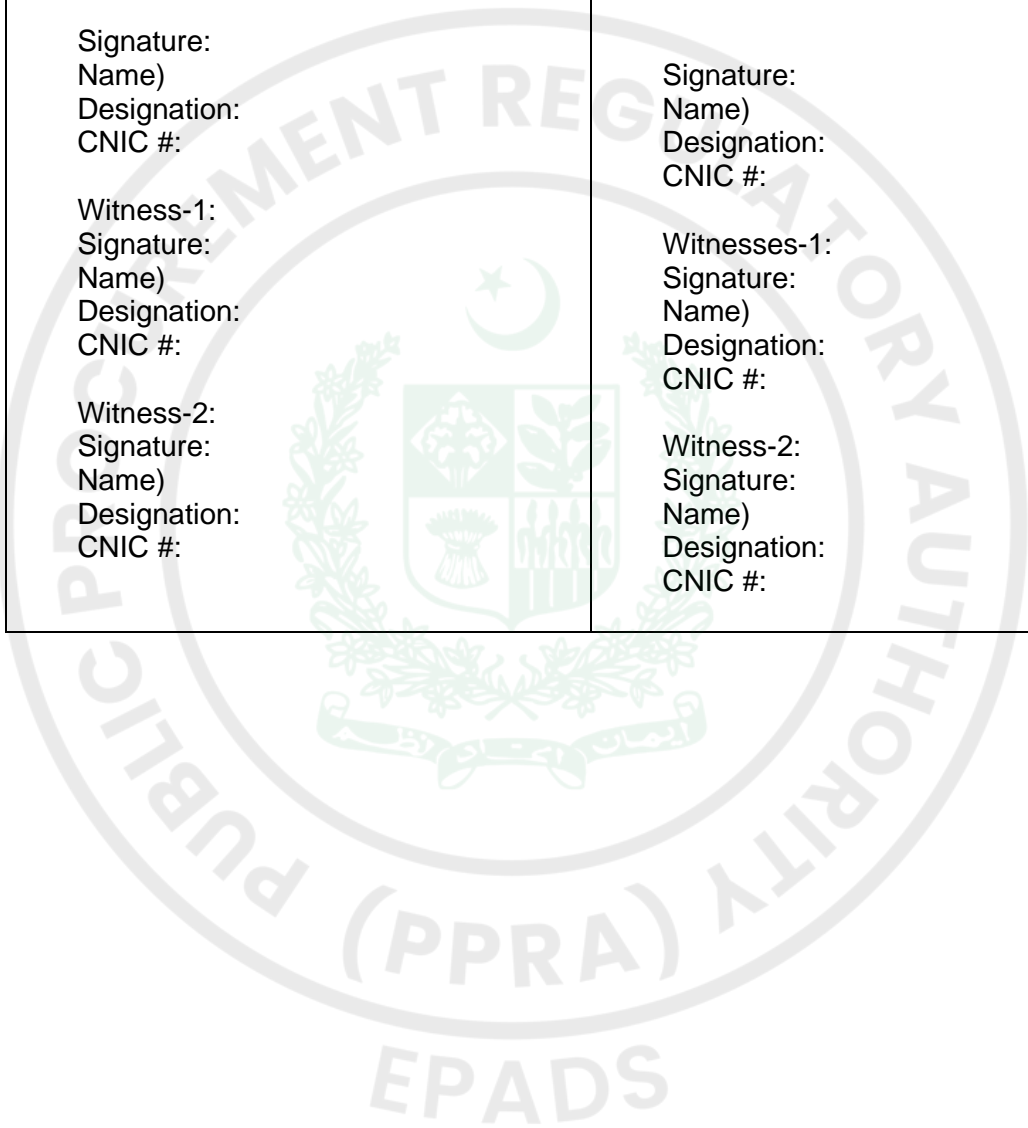 Signature:
Name)
Designation:
CNIC #:
Witness-1:
Signature:
Name)
Designation:
CNIC #:
Witness-2:
Signature:
Name)
Designation:
CNIC #:
Signature:
Name)
Designation:
CNIC #:
Witnesses-1:
Signature:
Name)
Designation:
CNIC #:
Witness-2:
Signature:
Name)
Designation:
CNIC #:
PUBLIC PROCUREMENT REGULATORY AUTHORITY
(PPRA)
EPADS